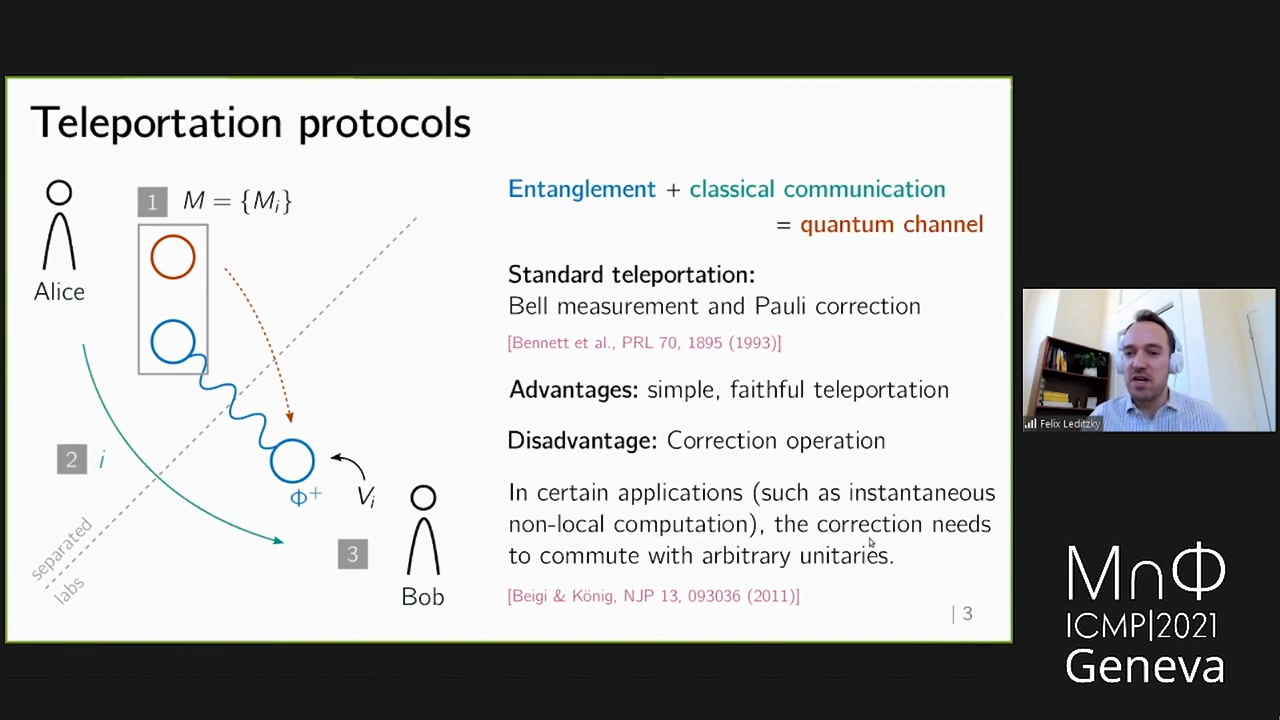 Teleportation protocols
1 M = {Mᵢ}
Alice
2 i
separated
labs
Φ⁺
Vᵢ
3
Bob
Entanglement + classical communication
= quantum channel
Standard teleportation:
Bell measurement and Pauli correction
[Bennett et al., PRL 70, 1895 (1993)]
Advantages: simple, faithful teleportation
Disadvantage: Correction operation
In certain applications (such as instantaneous
non-local computation), the correction needs
to commute with arbitrary unitaries.
[Beigi & König, NJP 13, 093036 (2011)]
| 3
Felix Leditzky
M∩Φ
ICMP|2021
Geneva